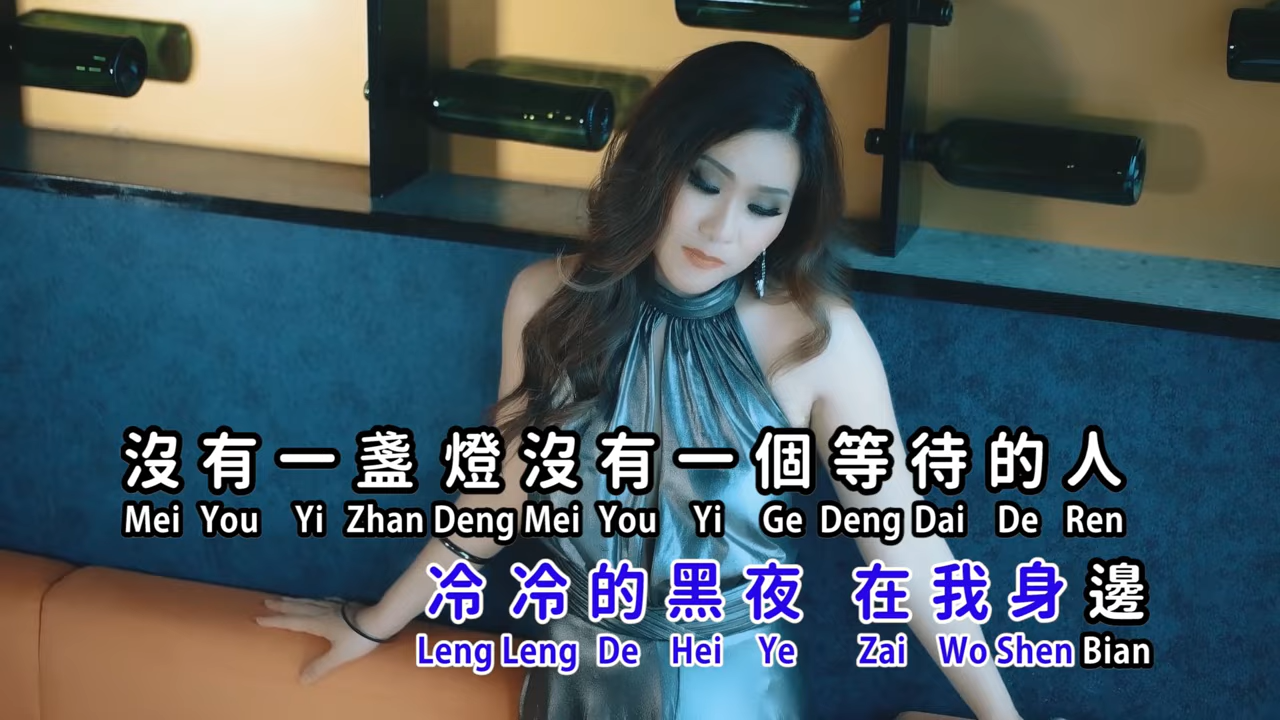 沒有一盞燈沒有一個等待的人
Mei You Yi Zhan Deng Mei You Yi Ge Deng Dai De Ren
冷冷的黑夜 在我身邊
Leng Leng De Hei Ye Zai Wo Shen Bian